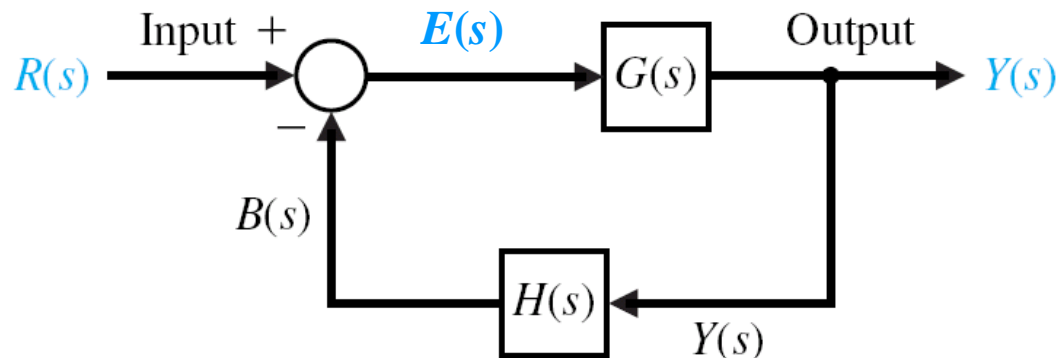 Input + E(s) Output
R(s) G(s) Y(s)
−
B(s)
H(s)
Y(s)